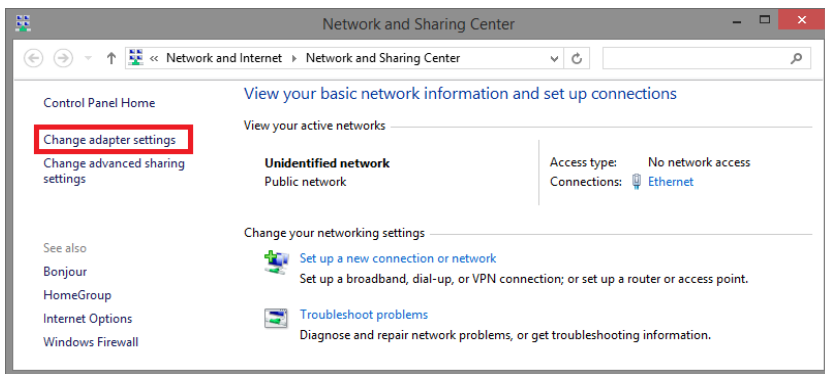 Network and Sharing Center
« Network and Internet Network and Sharing Center
Control Panel Home
Change adapter settings
Change advanced sharing
settings
See also
Bonjour
HomeGroup
Internet Options
Windows Firewall
View your basic network information and set up connections
View your active networks
Unidentified network
Public network
Access type: No network access
Connections: Ethernet
Change your networking settings
Set up a new connection or network
Set up a broadband, dial-up, or VPN connection; or set up a router or access point.
Troubleshoot problems
Diagnose and repair network problems, or get troubleshooting information.